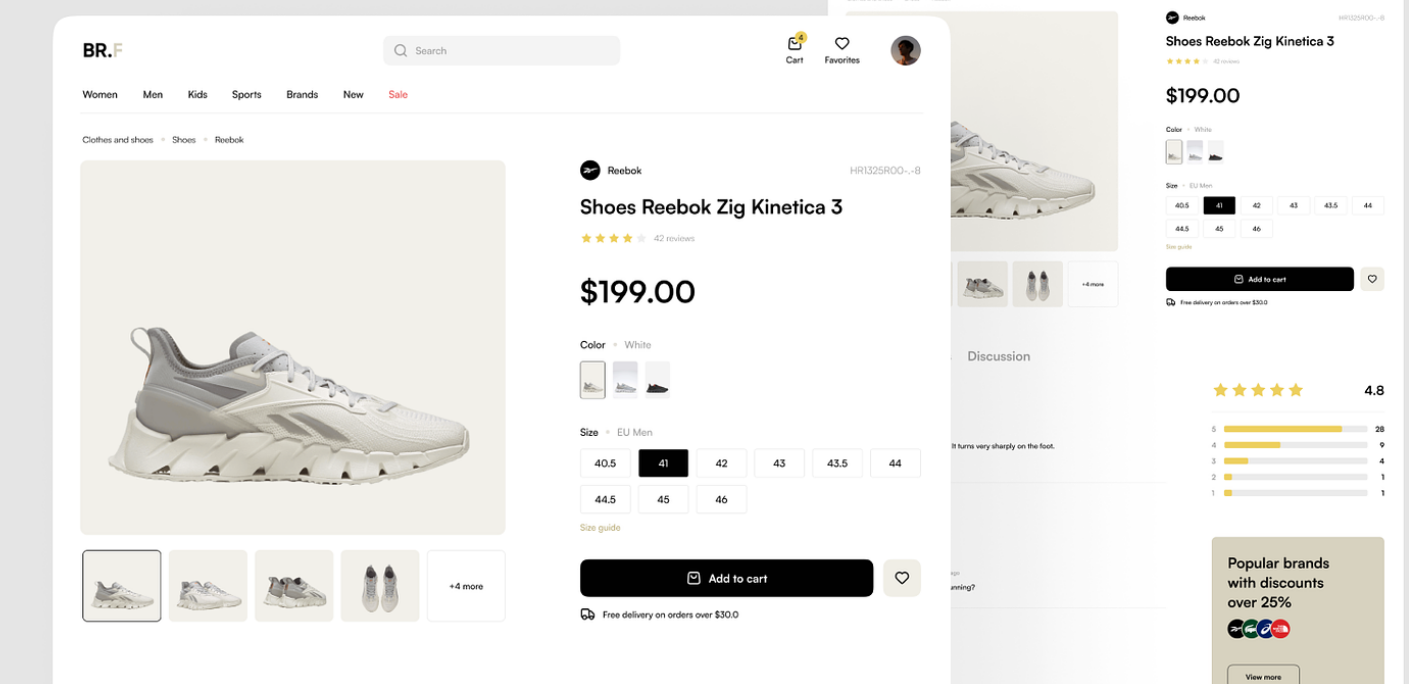 BR.F
Search
4
Cart
Favorites
Women Men Kids Sports Brands New Sale
Clothes and shoes Shoes Reebok
Reebok
HR1325R00-,-8
Shoes Reebok Zig Kinetica 3
42 reviews
$199.00
Color White
Size EU Men
40.5 41 42 43 43.5 44
44.5 45 46
Size guide
+4 more
Add to cart
Free delivery on orders over $30.0
Reebok
HR1325R00-,-8
Shoes Reebok Zig Kinetica 3
42 reviews
$199.00
Color White
Size EU Men
40.5 41 42 43 43.5 44
44.5 45 46
Size guide
Add to cart
+4 more
Free delivery on orders over $30.0
Discussion
4.8
5 28
4 9
3 4
2 1
1 1
It turns very sharply on the foot.
Popular brands
with discounts
over 25%
View more